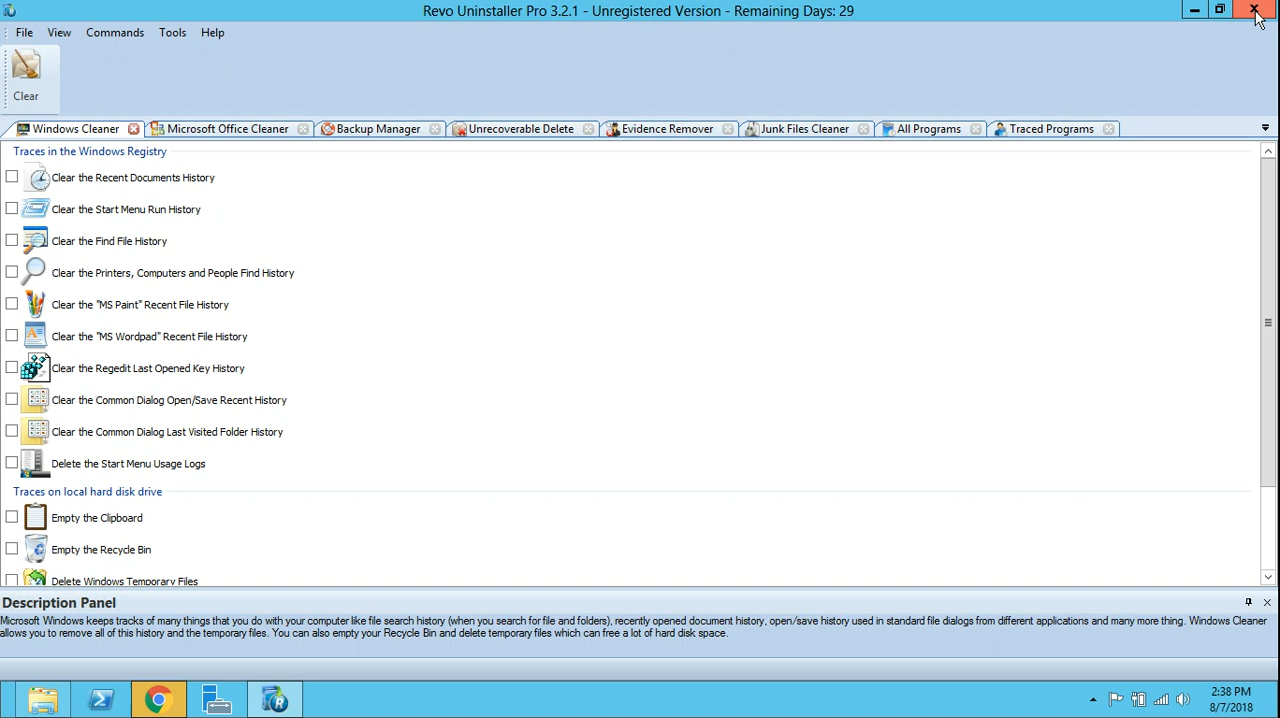 Revo Uninstaller Pro 3.2.1 - Unregistered Version - Remaining Days: 29
File View Commands Tools Help
Clear
Windows Cleaner Microsoft Office Cleaner Backup Manager Unrecoverable Delete Evidence Remover Junk Files Cleaner All Programs Traced Programs
Traces in the Windows Registry
Clear the Recent Documents History
Clear the Start Menu Run History
Clear the Find File History
Clear the Printers, Computers and People Find History
Clear the "MS Paint" Recent File History
Clear the "MS Wordpad" Recent File History
Clear the Regedit Last Opened Key History
Clear the Common Dialog Open/Save Recent History
Clear the Common Dialog Last Visited Folder History
Delete the Start Menu Usage Logs
Traces on local hard disk drive
Empty the Clipboard
Empty the Recycle Bin
Delete Windows Temporary Files
Description Panel
Microsoft Windows keeps tracks of many things that you do with your computer like file search history (when you search for file and folders), recently opened document history, open/save history used in standard file dialogs from different applications and many more thing. Windows Cleaner
allows you to remove all of this history and the temporary files. You can also empty your Recycle Bin and delete temporary files which can free a lot of hard disk space.
2:38 PM
8/7/2018